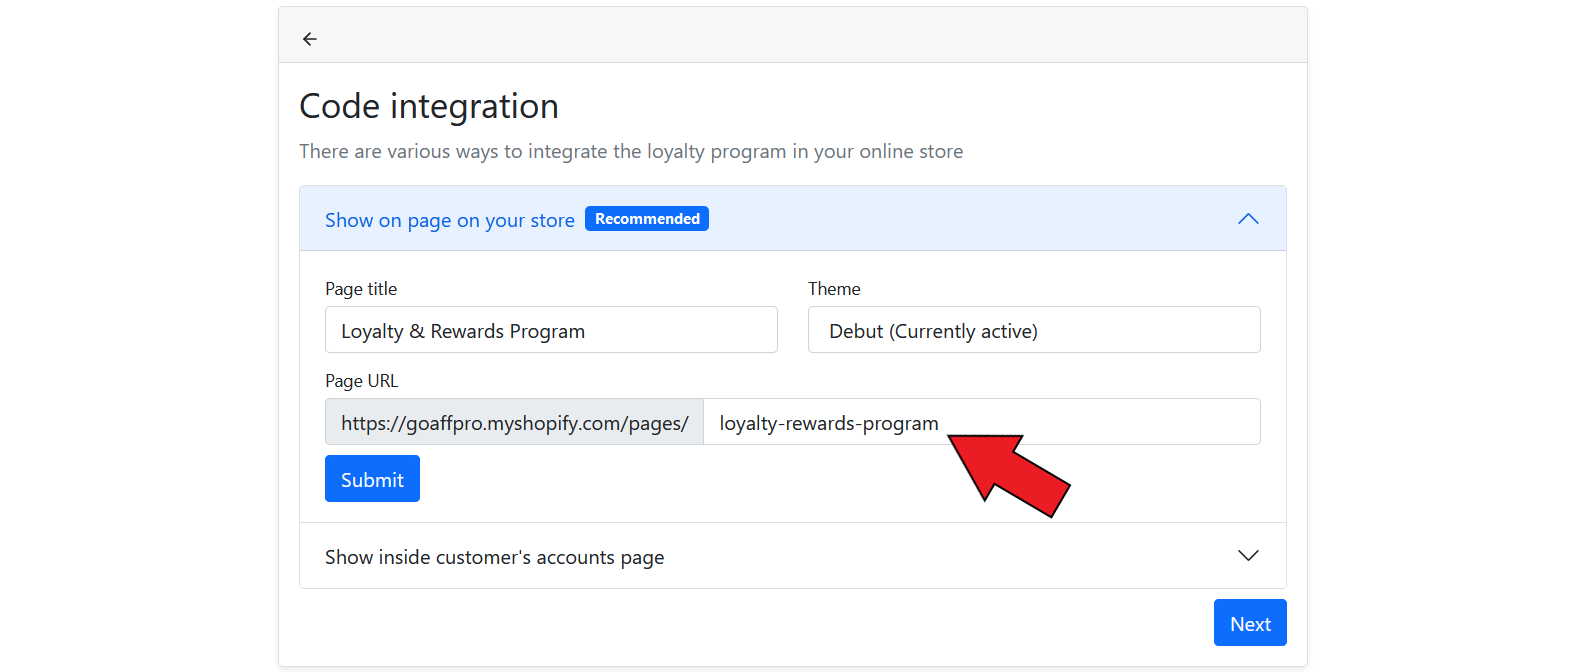 Code integration
There are various ways to integrate the loyalty program in your online store
Show on page on your store Recommended
Page title
Theme
Loyalty & Rewards Program
Debut (Currently active)
Page URL
https://goaffpro.myshopify.com/pages/ loyalty-rewards-program
Submit
Show inside customer's accounts page
Next